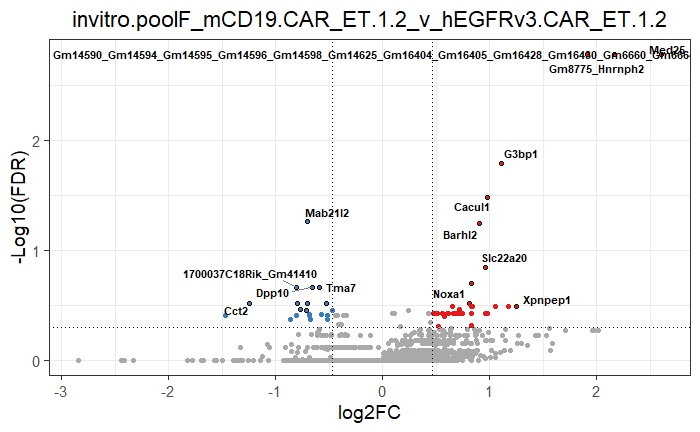 invitro.poolF_mCD19.CAR_ET.1.2_v_hEGFRv3.CAR_ET.1.2
Med25
Gm14590_Gm14594_Gm14595_Gm14596_Gm14598_Gm14625_Gm16404_Gm16405_Gm16428_Gm16430_Gm6660_Gm664
Gm8775_Hnrnph2
G3bp1
Cacul1
Mab21l2
Barhl2
Slc22a20
1700037C18Rik_Gm41410
Dpp10
Tma7
Noxa1
Xpnpep1
Cct2
-Log10(FDR)
2
1
0
-3
-2
-1
0
1
2
log2FC